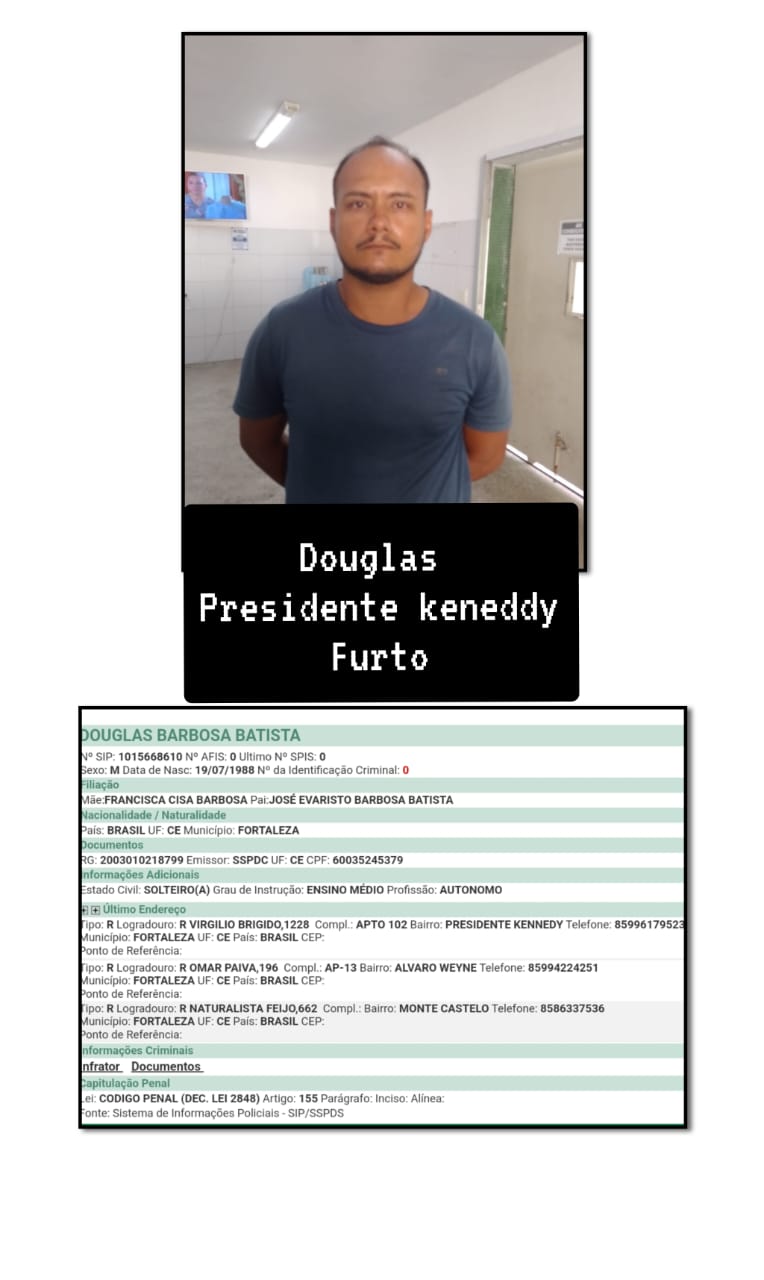 Douglas
Presidente keneddy
Furto
DOUGLAS BARBOSA BATISTA
Nº SIP: 1015668610 Nº AFIS: 0 Ultimo Nº SPIS: 0
Sexo: M Data de Nasc: 19/07/1988 Nº da Identificação Criminal: 0
Filiação
Mãe:FRANCISCA CISA BARBOSA Pai:JOSÉ EVARISTO BARBOSA BATISTA
Nacionalidade / Naturalidade
País: BRASIL UF: CE Município: FORTALEZA
Documentos
RG: 2003010218799 Emissor: SSPDC UF: CE CPF: 60035245379
nformações Adicionais
Estado Civil: SOLTEIRO(A) Grau de Instrução: ENSINO MÉDIO Profissão: AUTONOMO
Último Endereço
Tipo: R Logradouro: R VIRGILIO BRIGIDO,1228 Compl.: APTO 102 Bairro: PRESIDENTE KENNEDY Telefone: 85996179523
Município: FORTALEZA UF: CE País: BRASIL CEP:
Ponto de Referência:
Tipo: R Logradouro: R OMAR PAIVA,196 Compl.: AP-13 Bairro: ALVARO WEYNE Telefone: 85994224251
Município: FORTALEZA UF: CE País: BRASIL CEP:
Ponto de Referência:
Tipo: R Logradouro: R NATURALISTA FEIJO,662 Compl.: Bairro: MONTE CASTELO Telefone: 8586337536
Município: FORTALEZA UF: CE País: BRASIL CEP:
Ponto de Referência:
nformações Criminais
nfrator Documentos
Capitulação Penal
Lei: CODIGO PENAL (DEC. LEI 2848) Artigo: 155 Parágrafo: Inciso: Alínea:
Fonte: Sistema de Informações Policiais - SIP/SSPDS